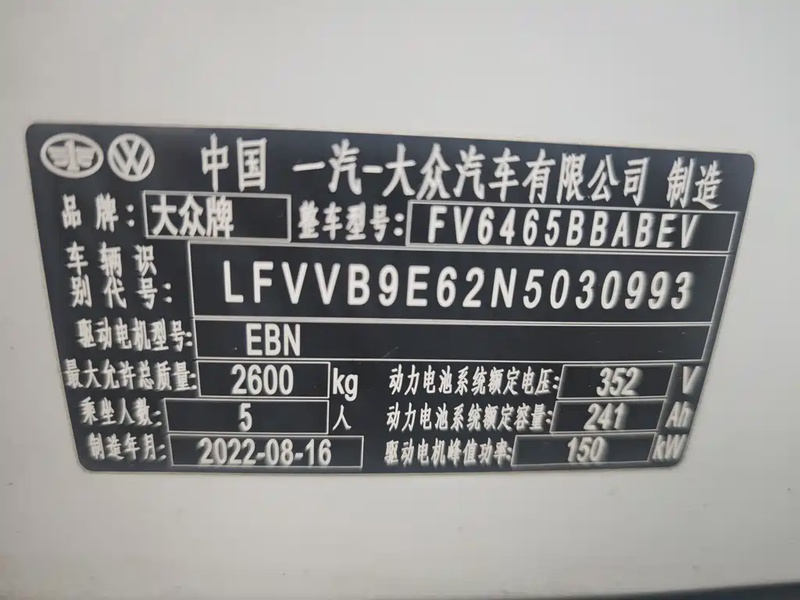 中国 一汽-大众汽车有限公司 制造
品牌: 大众牌 整车型号: FV6465BBABEV
车辆识别代号: LFVVB9E62N5030993
驱动电机型号: EBN
最大允许总质量: 2600 kg 动力电池系统额定电压: 352 V
乘坐人数: 5 人 动力电池系统额定容量: 241 Ah
制造年月: 2022-08-16 驱动电机峰值功率: 150 kW